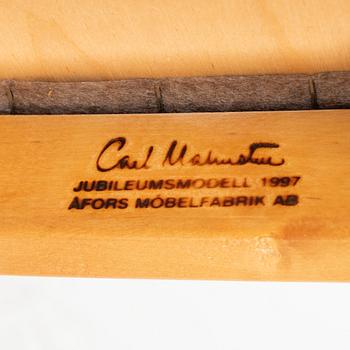 Carl Malmsten
JUBILEUMSMODELL 1997
ÅFORS MÖBELFABRIK AB